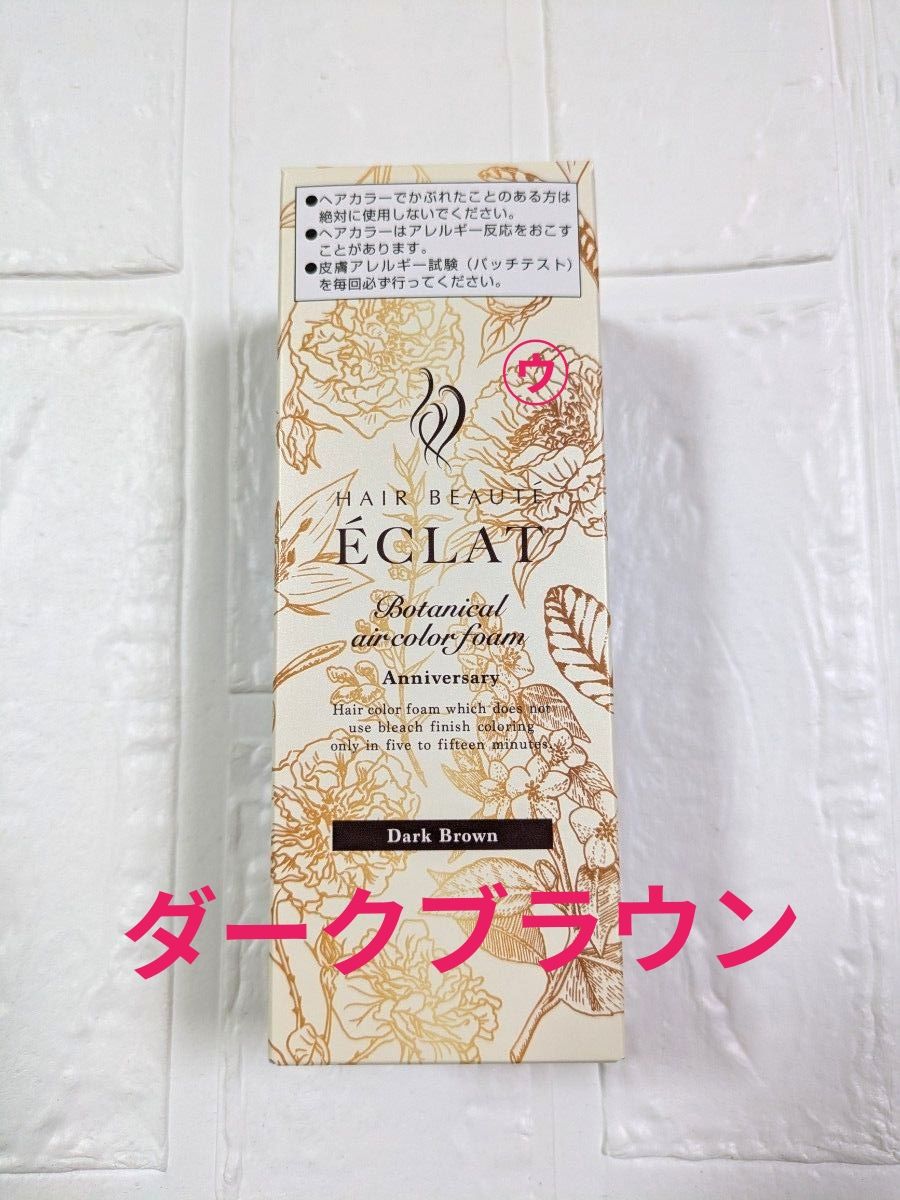 ●ヘアカラーでかぶれたことのある方は
絶対に使用しないでください。
●ヘアカラーはアレルギー反応をおこす
ことがあります。
●皮膚アレルギー試験（パッチテスト）
を毎回必ず行ってください。
ウ
HAIR BEAUTÉ
ÉCLAT
Botanical
air color foam
Anniversary
Hair color foam which does not
use bleach finish coloring
only in five to fifteen minutes.
Dark Brown
ダークブラウン